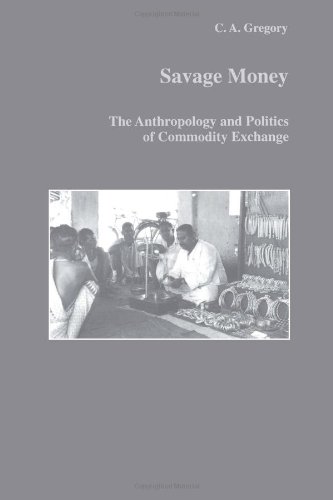 C. A. Gregory
Savage Money
The Anthropology and Politics
of Commodity Exchange